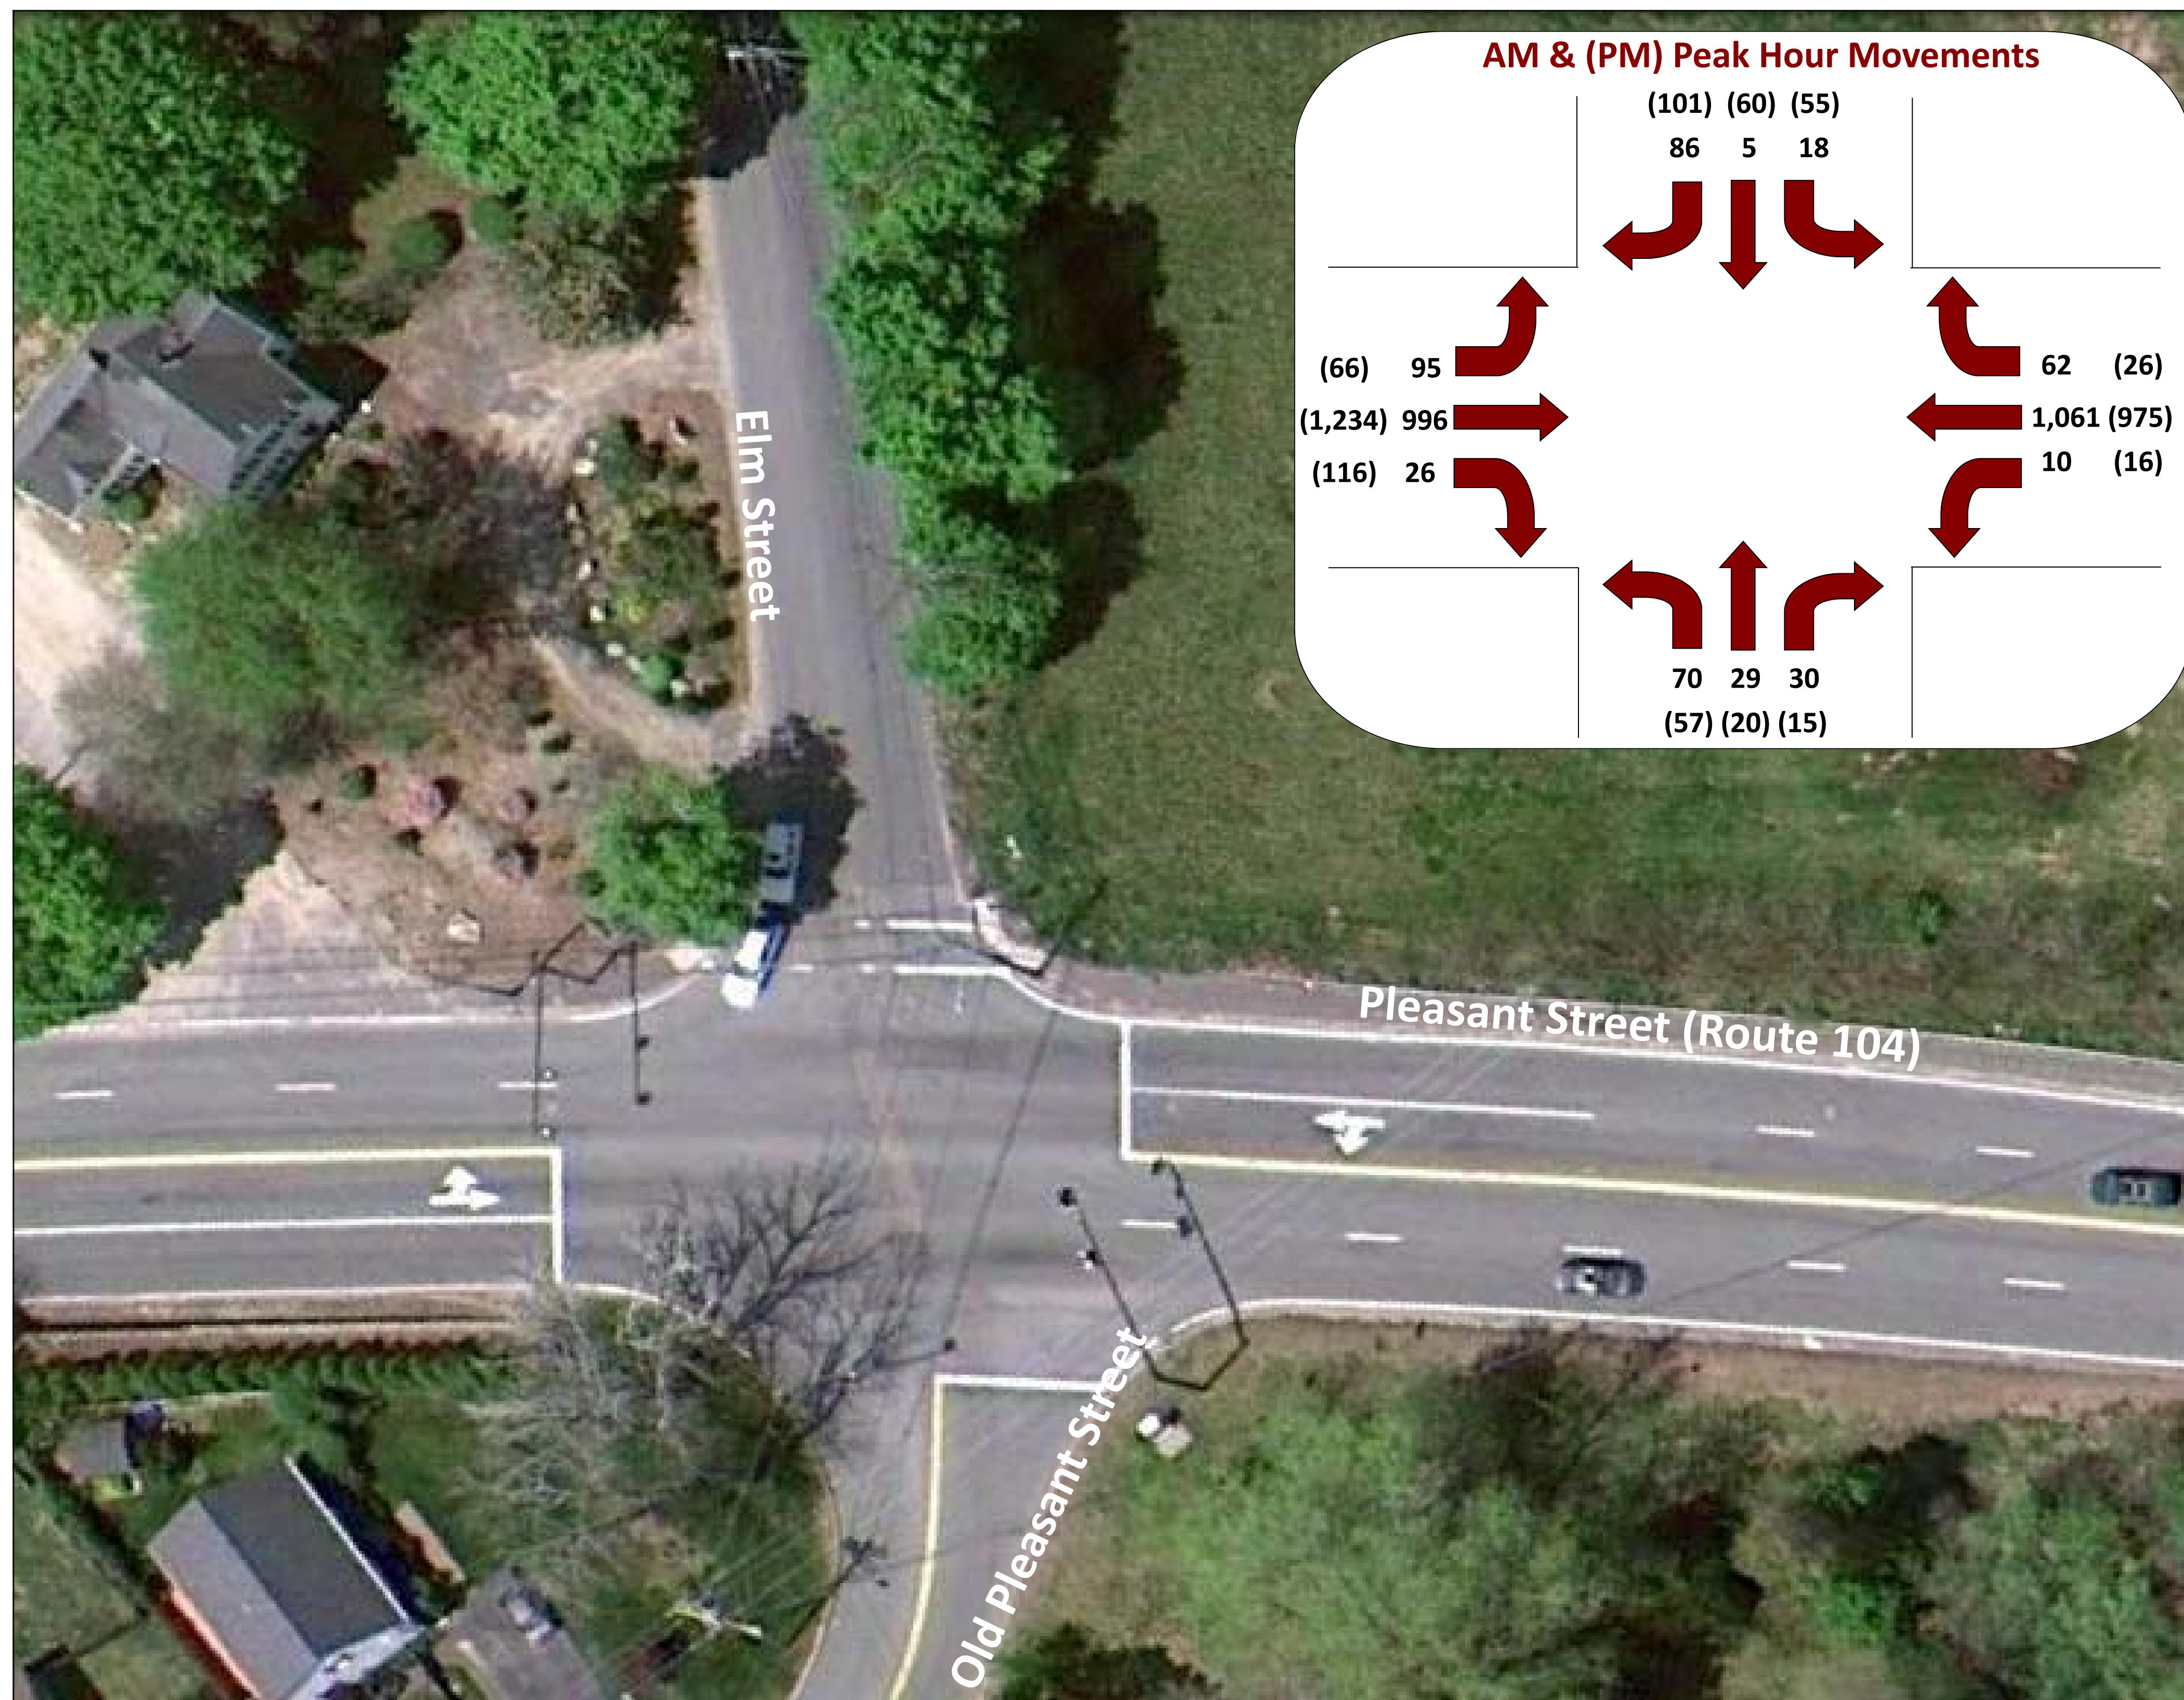 AM & (PM) Peak Hour Movements
(101) (60) (55)
86 5 18
(66) 95
62 (26)
(1,234) 996
1,061 (975)
(116) 26
10 (16)
70 29 30
(57) (20) (15)
Elm Street
Pleasant Street (Route 104)
Old Pleasant Street